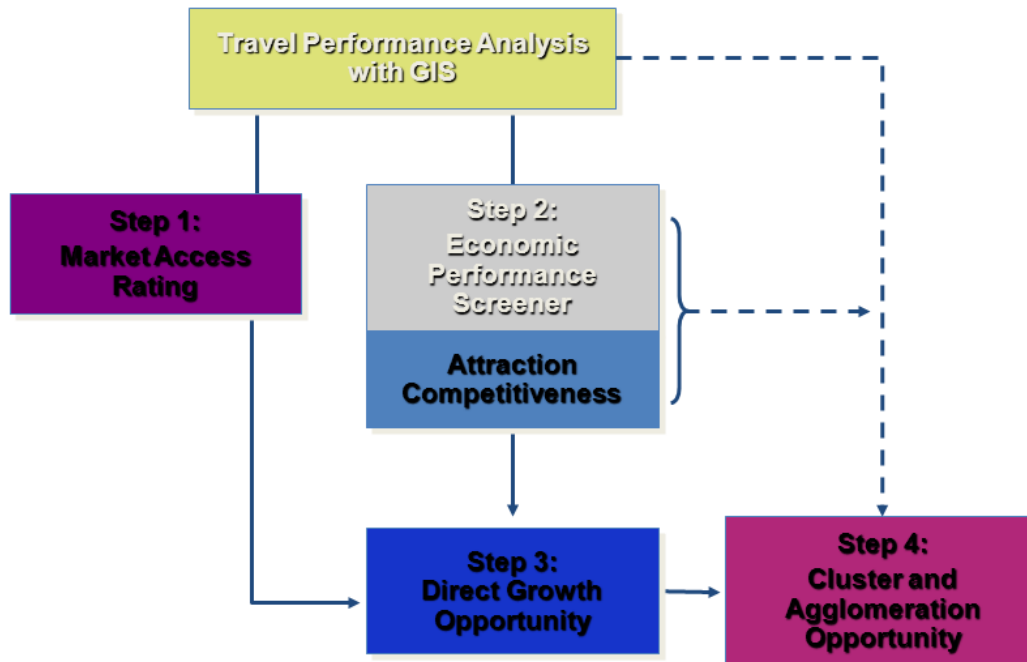 Travel Performance Analysis
with GIS
Step 1:
Market Access
Rating
Step 2:
Economic
Performance
Screener
Attraction
Competitiveness
Step 3:
Direct Growth
Opportunity
Step 4:
Cluster and
Agglomeration
Opportunity